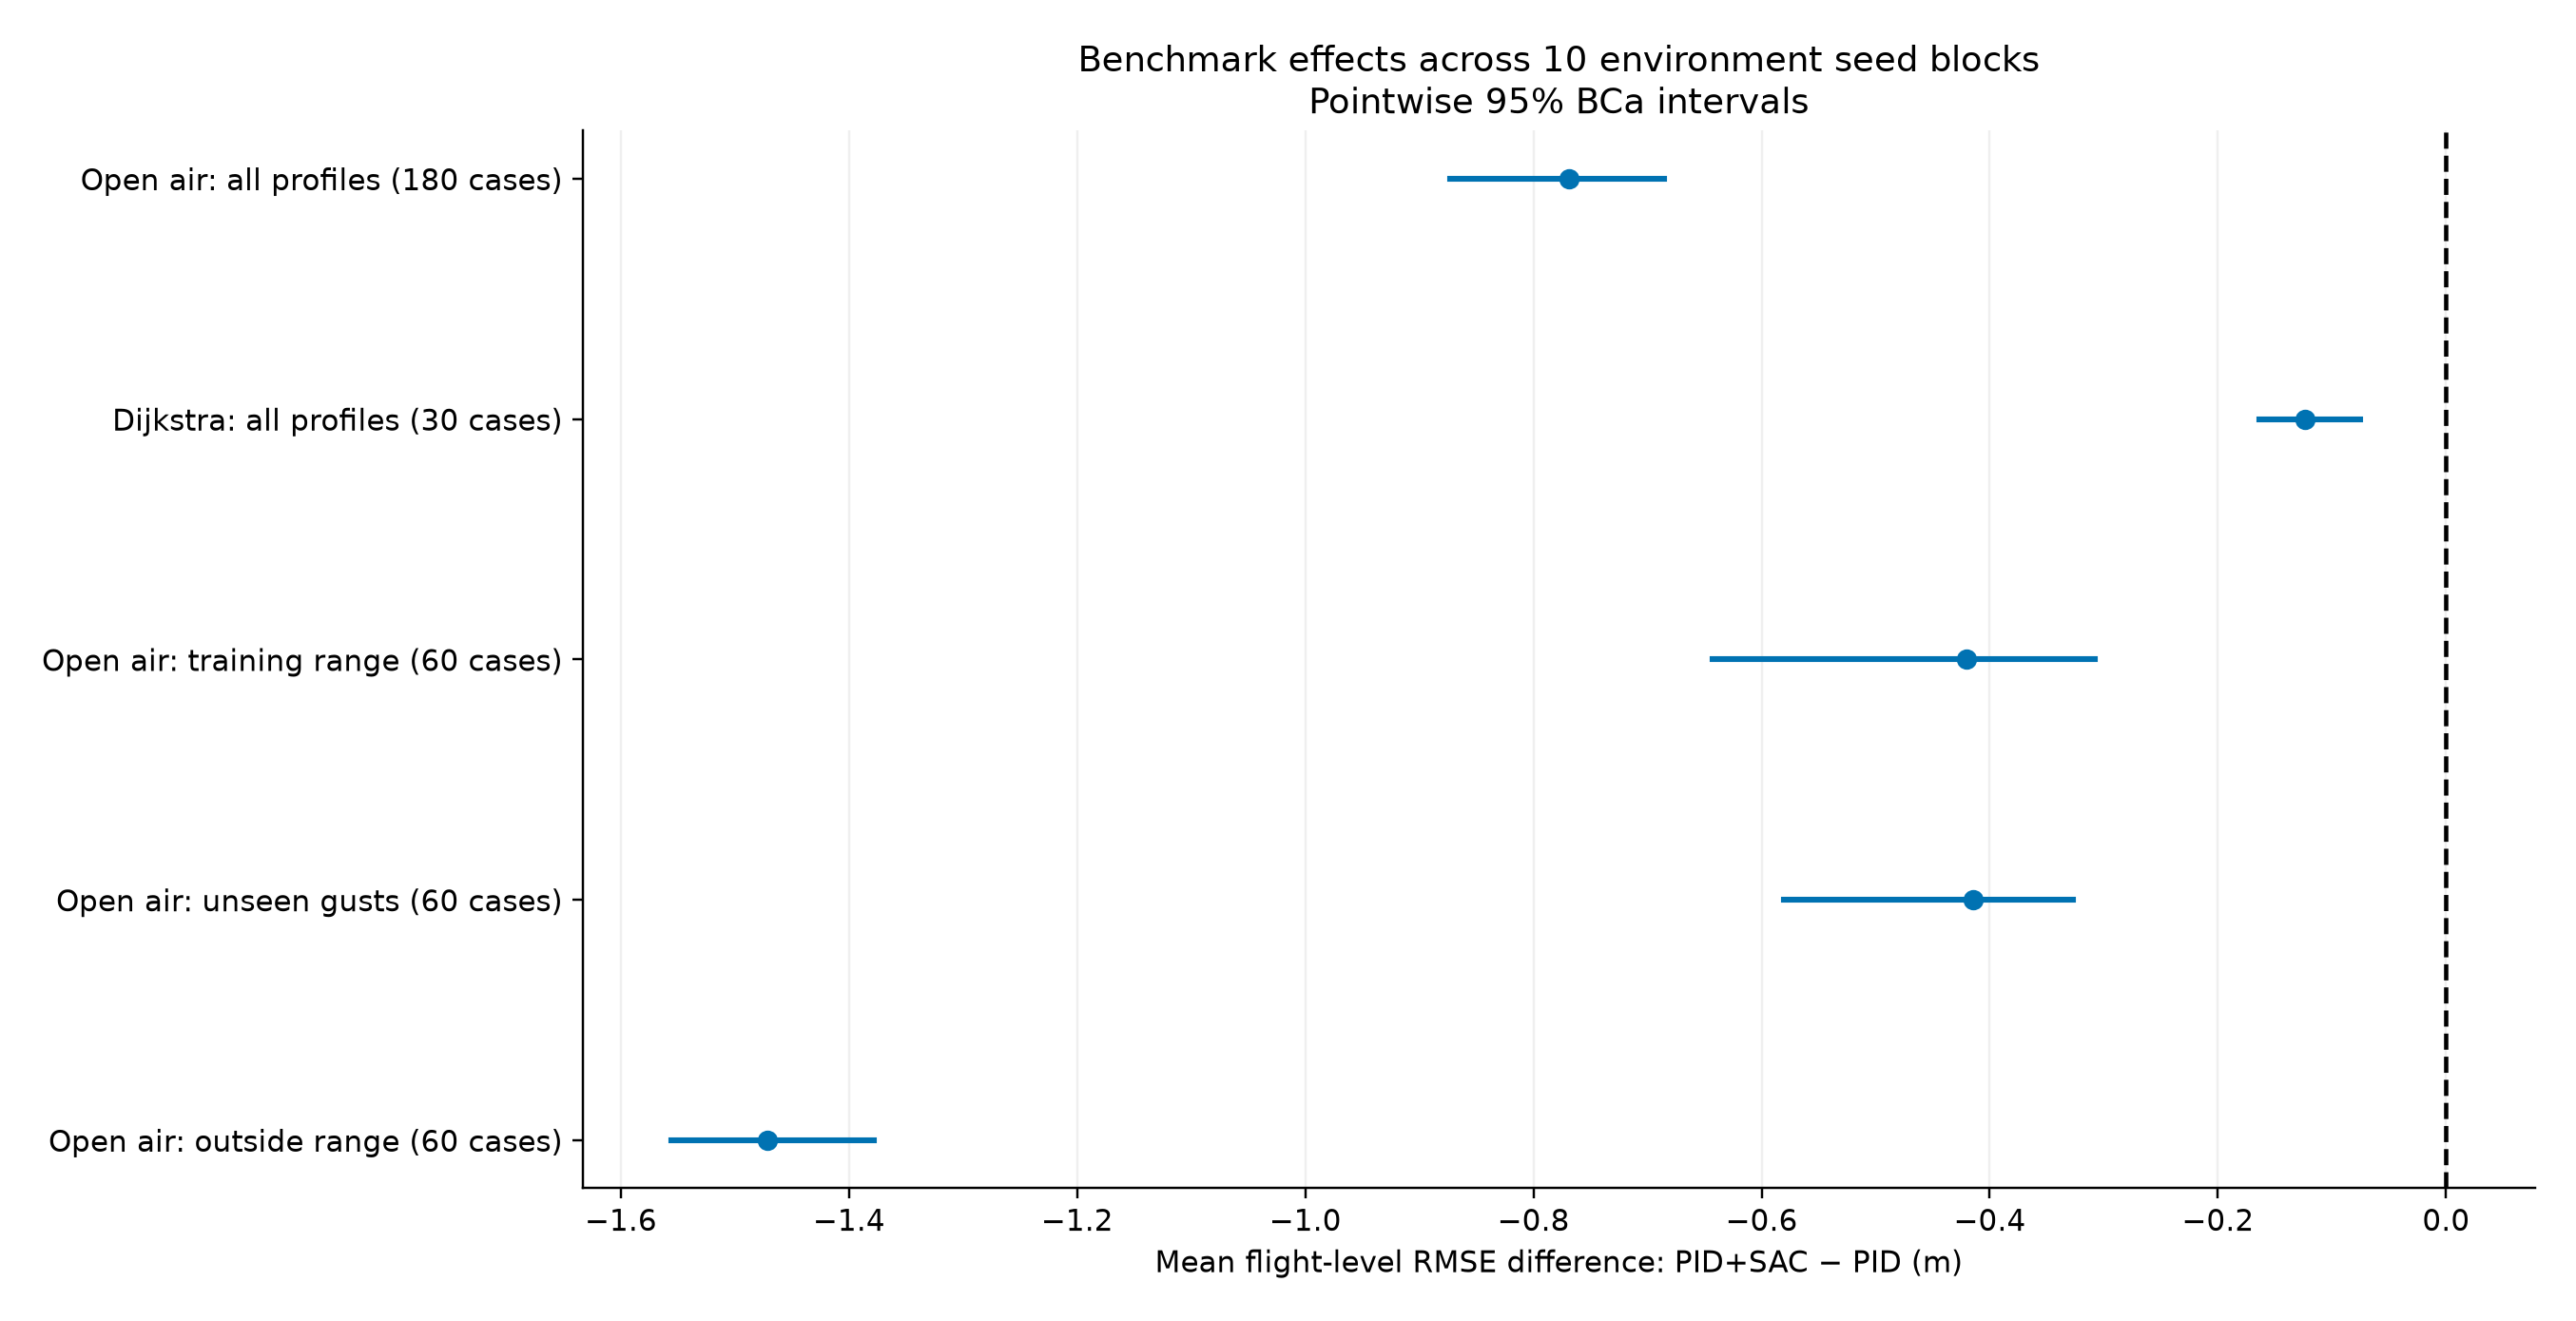 Benchmark effects across 10 environment seed blocks
Pointwise 95% BCa intervals
Open air: all profiles (180 cases)
Dijkstra: all profiles (30 cases)
Open air: training range (60 cases)
Open air: unseen gusts (60 cases)
Open air: outside range (60 cases)
−1.6 −1.4 −1.2 −1.0 −0.8 −0.6 −0.4 −0.2 0.0
Mean flight-level RMSE difference: PID+SAC − PID (m)